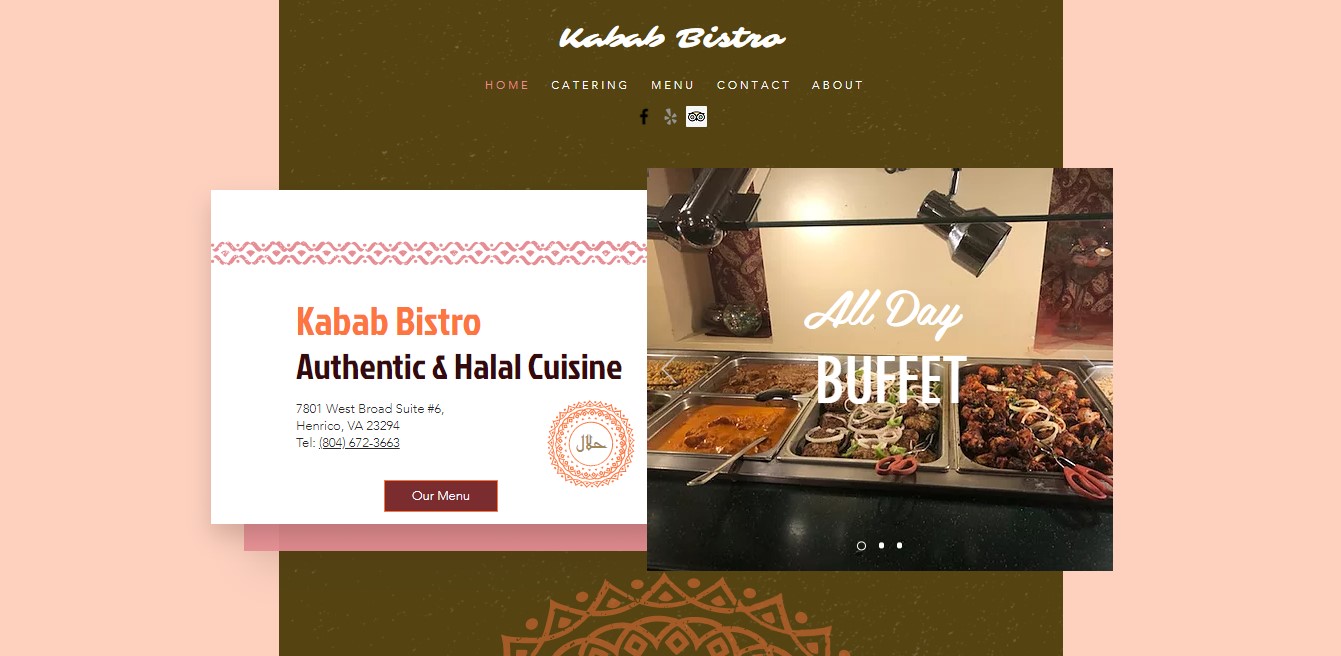 Kabab Bistro
HOME CATERING MENU CONTACT ABOUT
Kabab Bistro
Authentic & Halal Cuisine
7801 West Broad Suite #6,
Henrico, VA 23294
Tel: (804) 672-3663
حلال
Our Menu
All Day
BUFFET